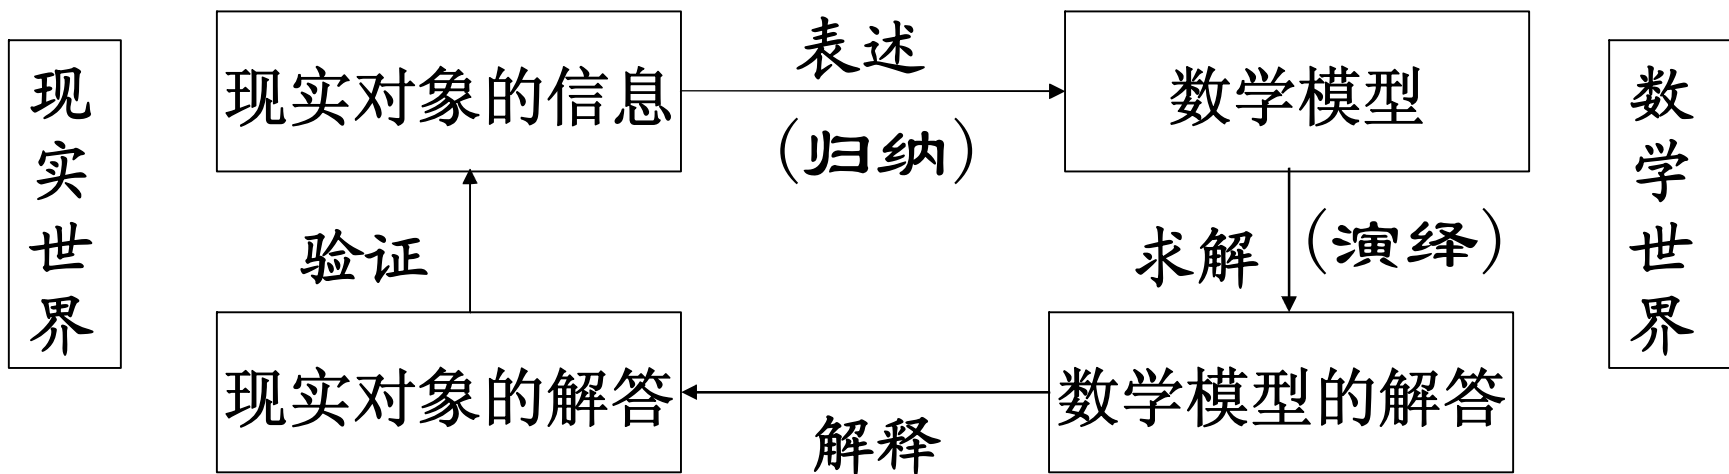 现实世界
现实对象的信息
表述
(归纳)
数学模型
数学世界
验证
求解
(演绎)
现实对象的解答
解释
数学模型的解答